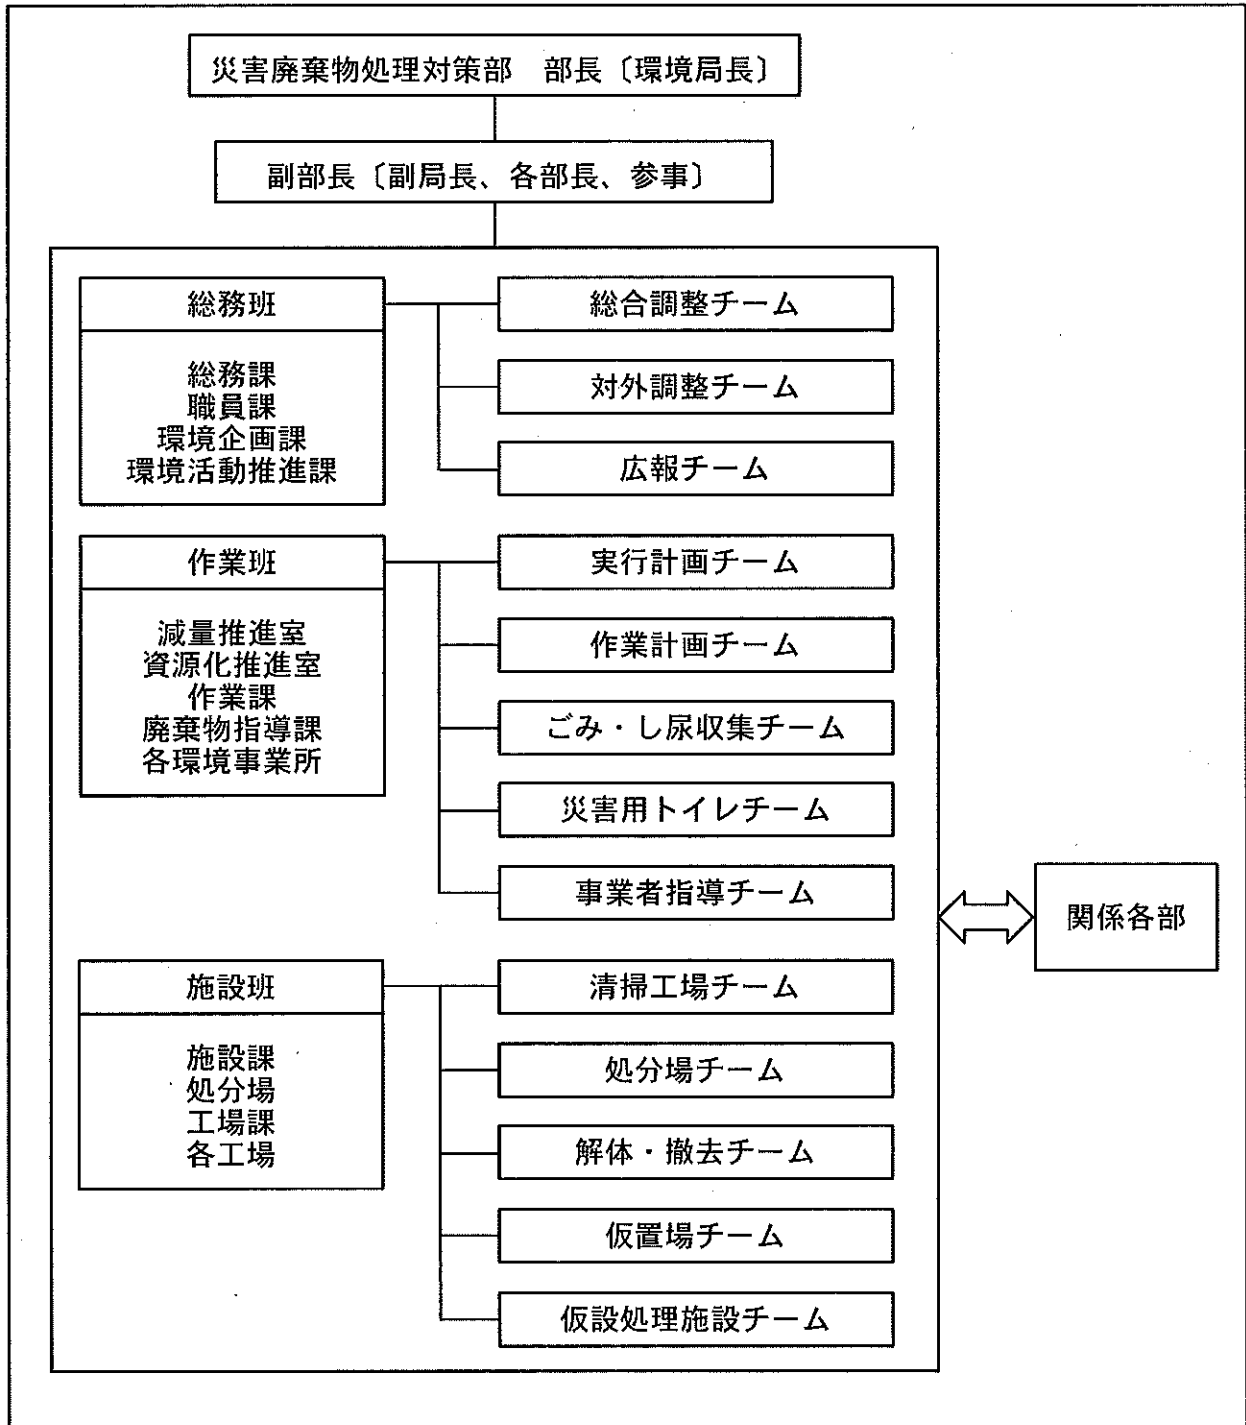 災害廃棄物処理対策部　部長〔環境局長〕
副部長〔副局長、各部長、参事〕
総務班
総務課
職員課
環境企画課
環境活動推進課
総合調整チーム
対外調整チーム
広報チーム
作業班
減量推進室
資源化推進室
作業課
廃棄物指導課
各環境事業所
実行計画チーム
作業計画チーム
ごみ・し尿収集チーム
災害用トイレチーム
事業者指導チーム
施設班
施設課
処分場
工場課
各工場
清掃工場チーム
処分場チーム
解体・撤去チーム
仮置場チーム
仮設処理施設チーム
関係各部